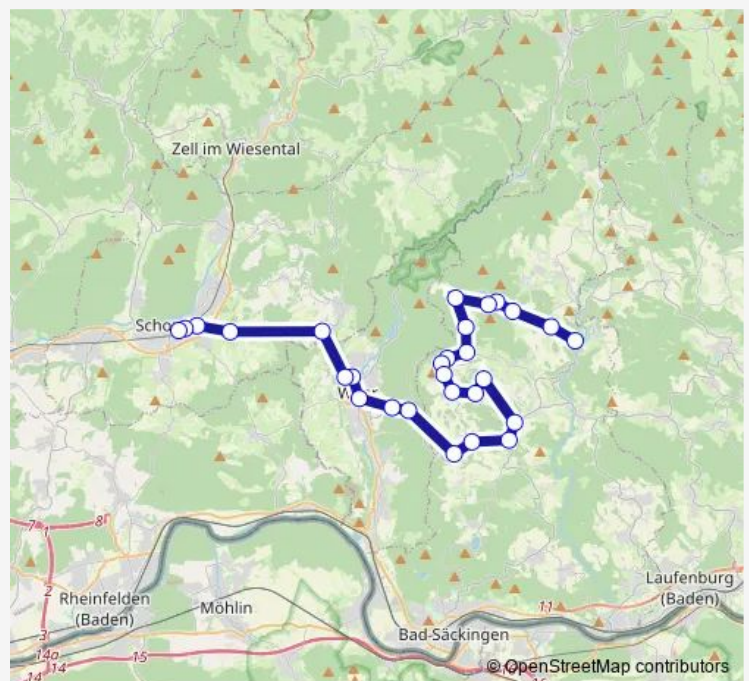 Zell im Wiesental
Scho
W
r
7
1
8
2
3
14a
14
14
15
Rheinfelden
(Baden)
Möhlin
Laufenburg
(Baden)
11
Bad-Säckingen
© OpenStreetMap contributors